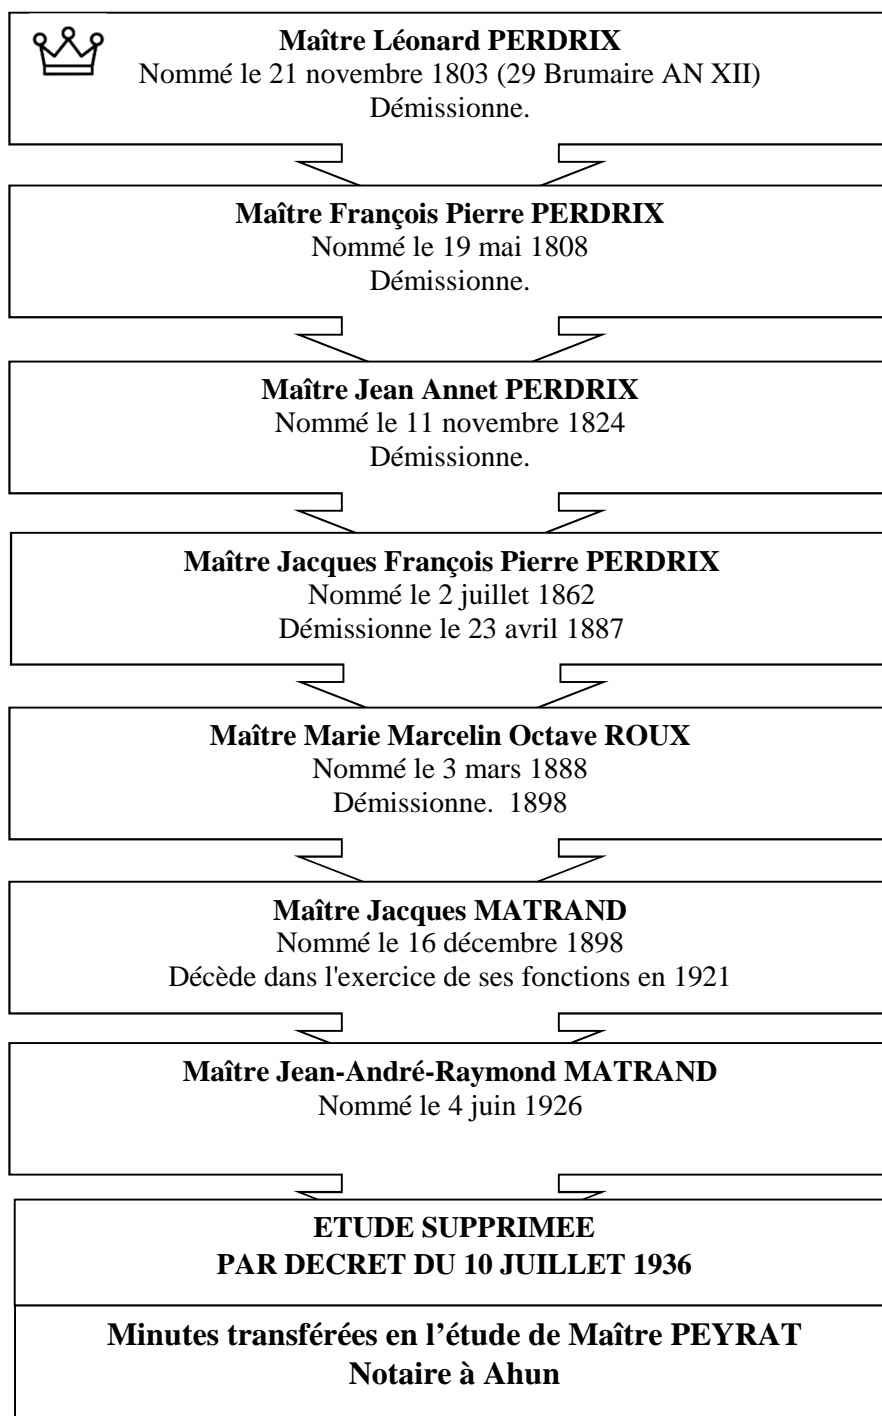 Maître Léonard PERDRIX
Nommé le 21 novembre 1803 (29 Brumaire AN XII)
Démissionne.
Maître François Pierre PERDRIX
Nommé le 19 mai 1808
Démissionne.
Maître Jean Annet PERDRIX
Nommé le 11 novembre 1824
Démissionne.
Maître Jacques François Pierre PERDRIX
Nommé le 2 juillet 1862
Démissionne le 23 avril 1887
Maître Marie Marcelin Octave ROUX
Nommé le 3 mars 1888
Démissionne.  1898
Maître Jacques MATRAND
Nommé le 16 décembre 1898
Décède dans l'exercice de ses fonctions en 1921
Maître Jean-André-Raymond MATRAND
Nommé le 4 juin 1926
ETUDE SUPPRIMEE
PAR DECRET DU 10 JUILLET 1936
Minutes transférées en l’étude de Maître PEYRAT
Notaire à Ahun